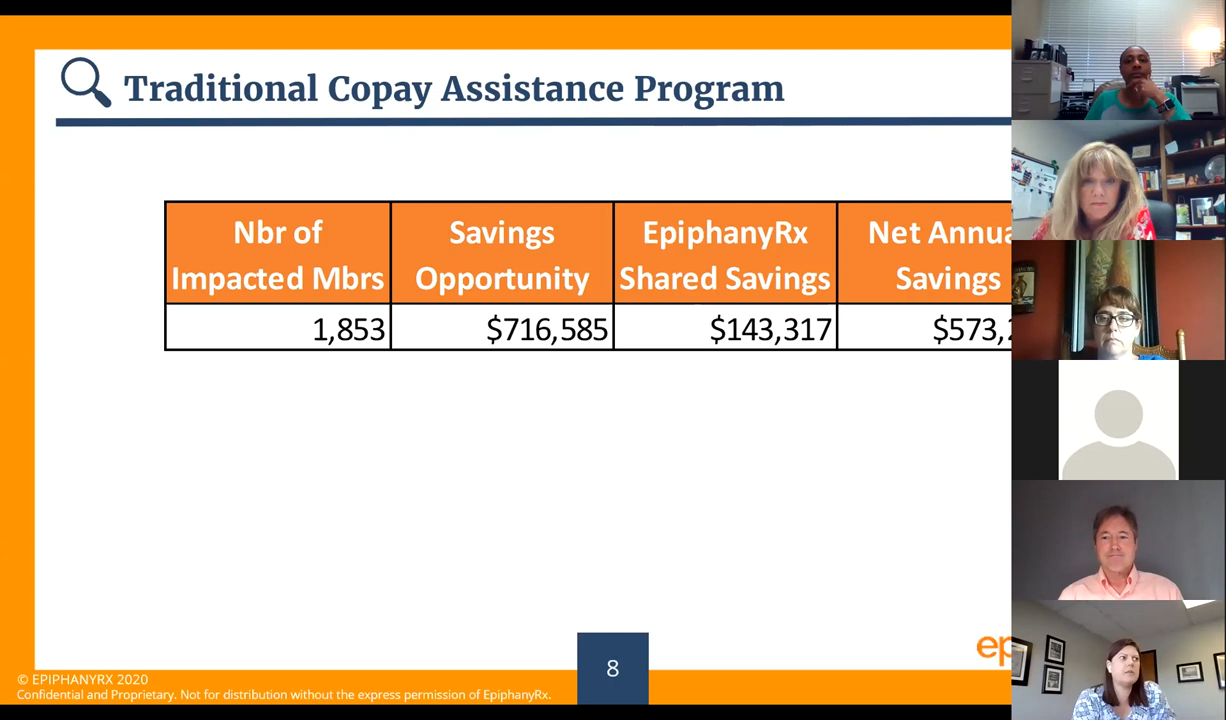 Traditional Copay Assistance Program
Nbr of Impacted Mbrs
Savings Opportunity
EpiphanyRx Shared Savings
Savings
1,853
$716,585
$143,317
8
© EPIPHANYRX 2020
Confidential and Proprietary. Not for distribution without the express permission of EpiphanyRx.